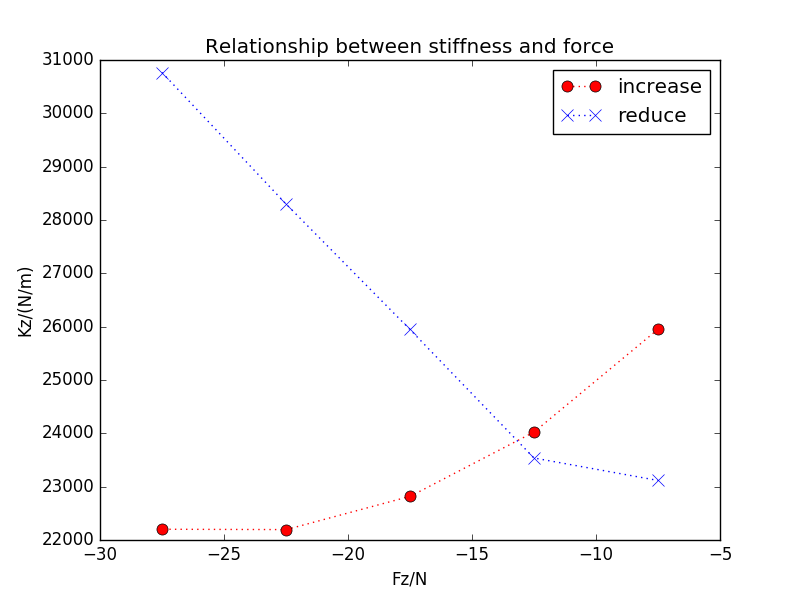 Relationship between stiffness and force
31000
30000
29000
28000
27000
26000
25000
24000
23000
22000
Kz/(N/m)
increase
reduce
−30 −25 −20 −15 −10 −5
Fz/N